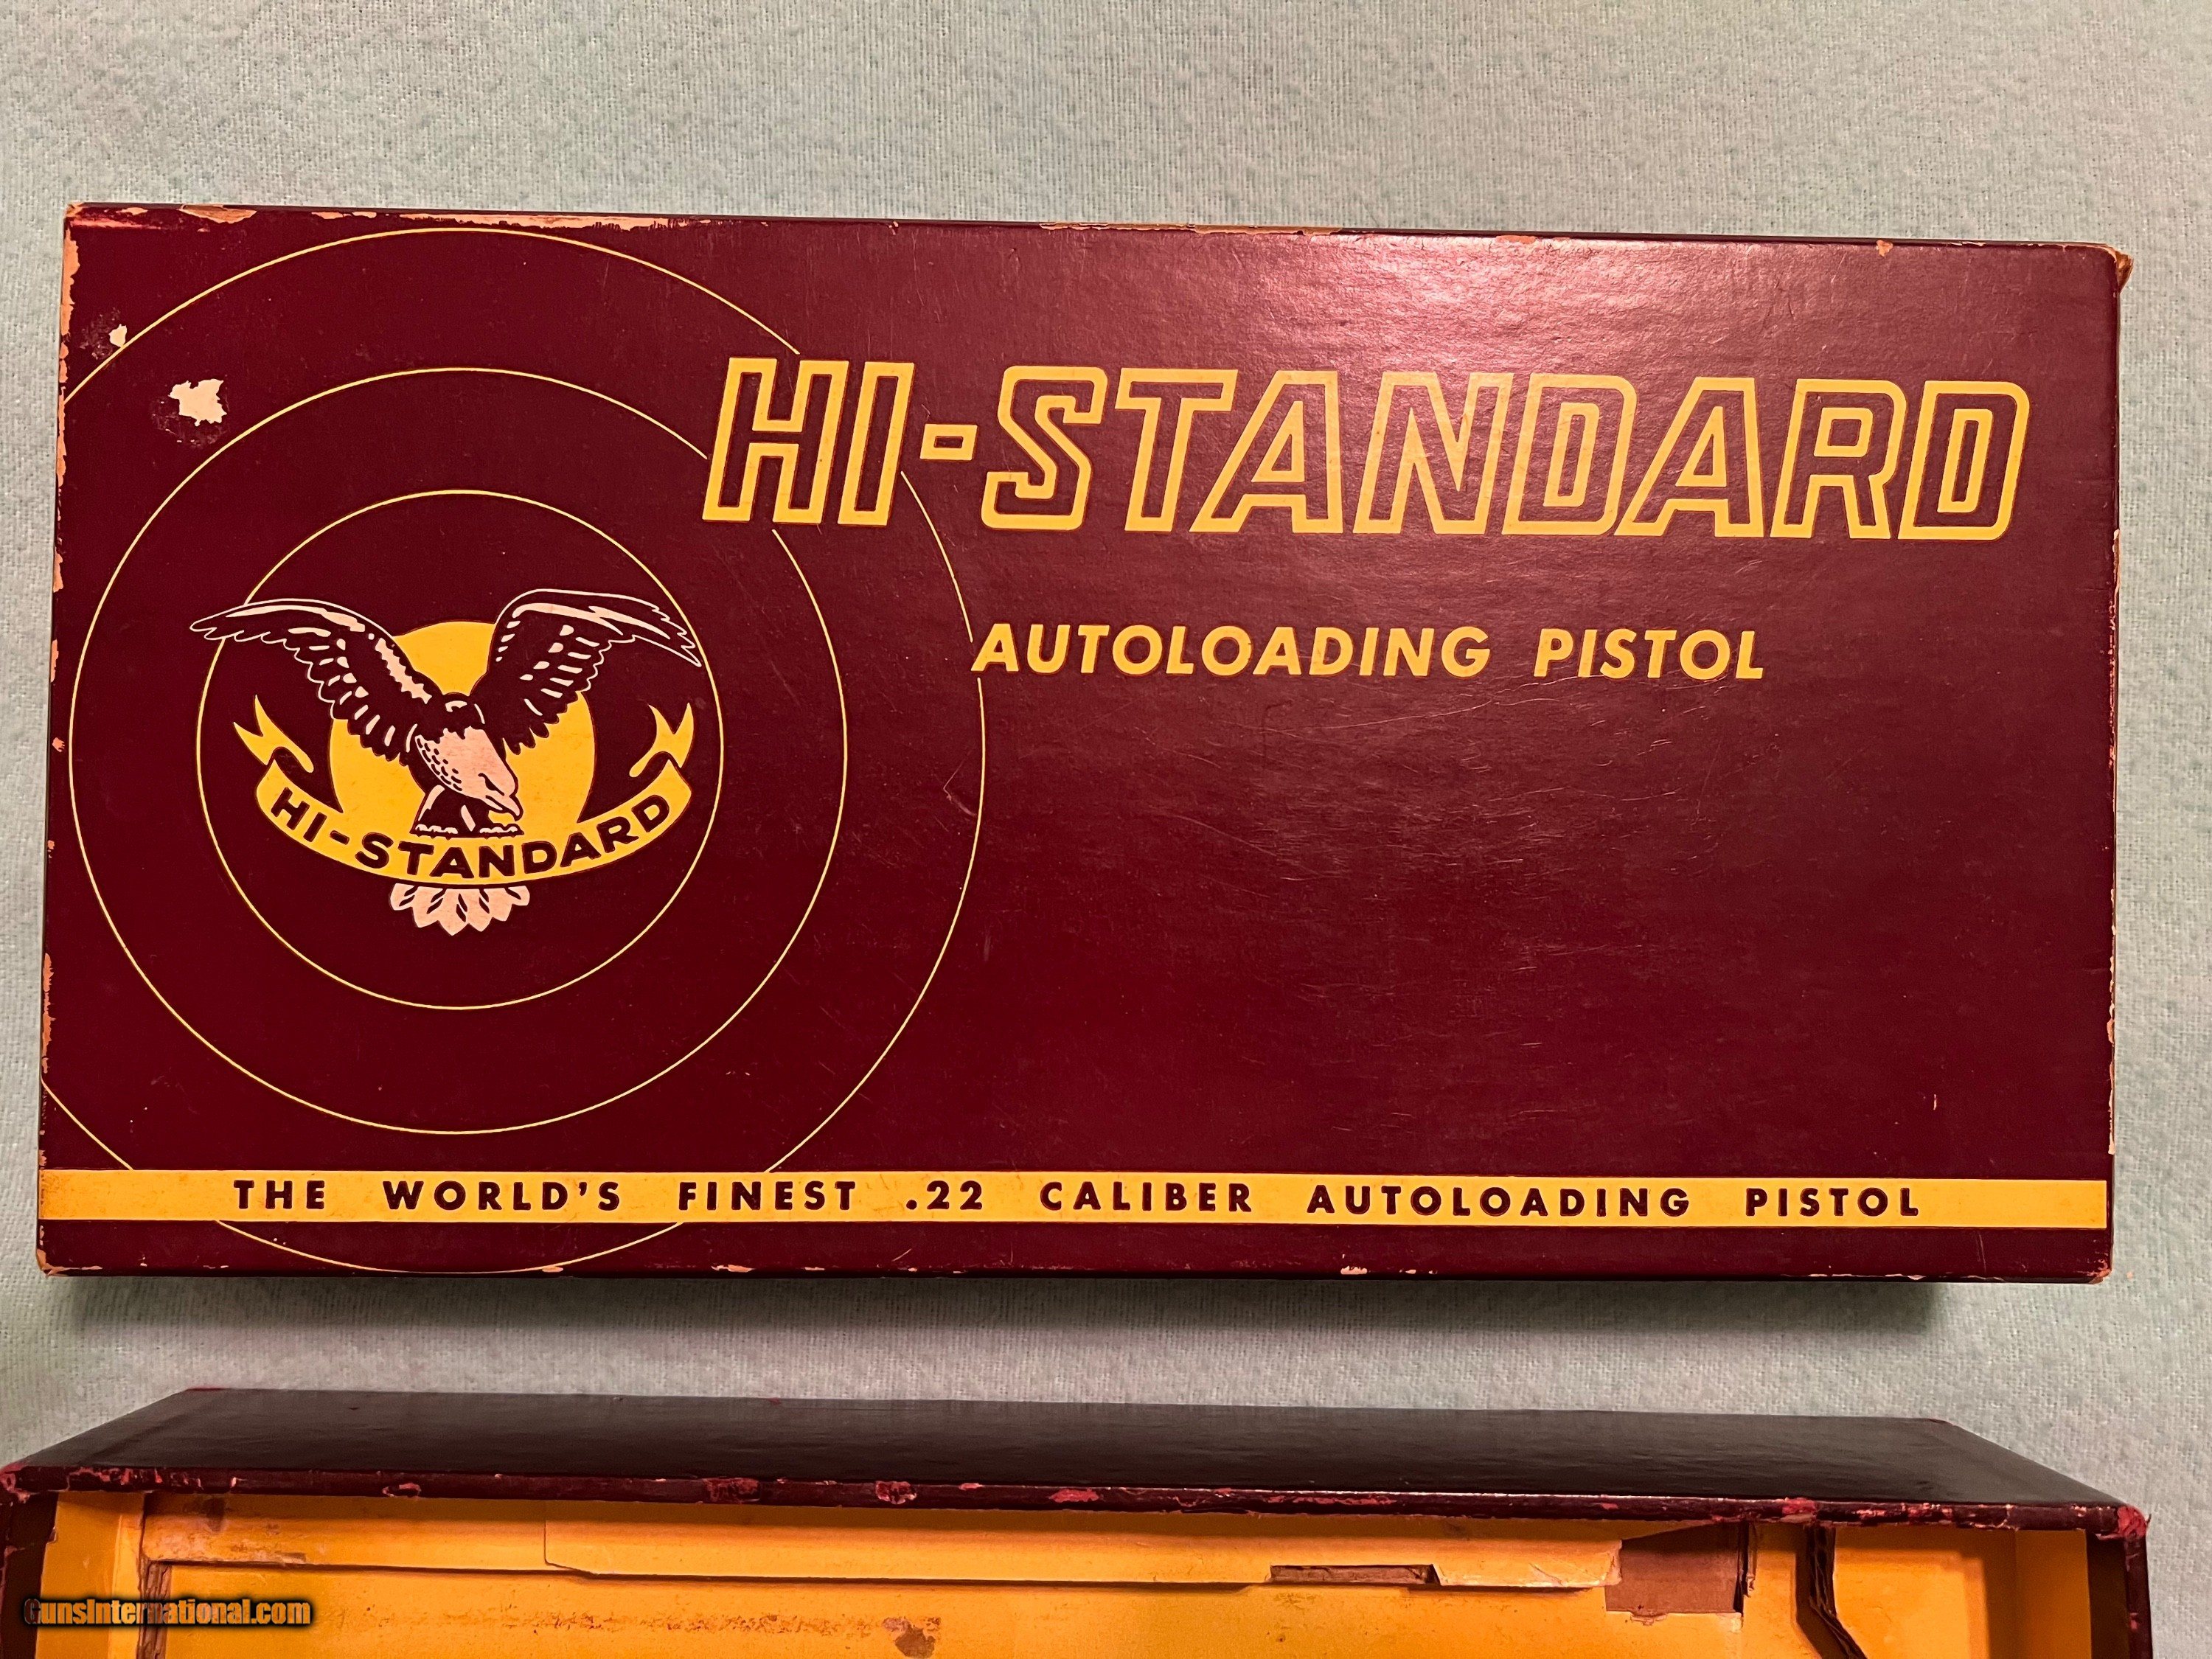 HI-STANDARD
AUTOLOADING PISTOL
HI-STANDARD
THE WORLD'S FINEST .22 CALIBER AUTOLOADING PISTOL
GunsInternational.com